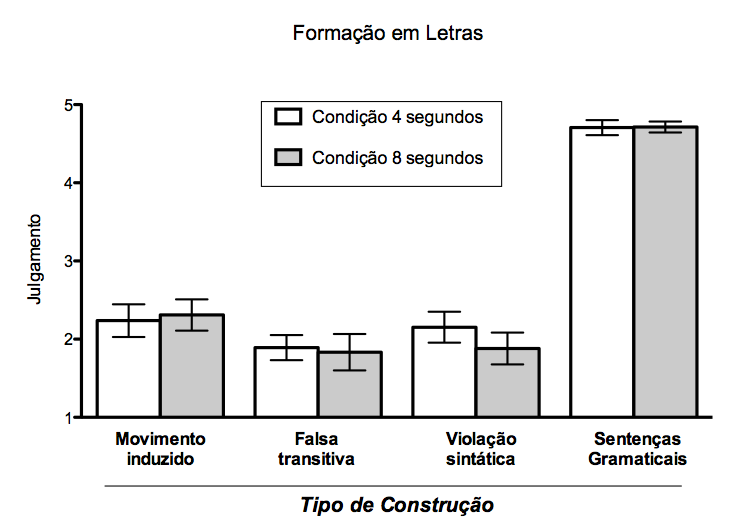 Formação em Letras
Condição 4 segundos
Condição 8 segundos
Julgamento
5
4
3
2
1
Movimento
induzido
Falsa
transitiva
Violação
sintática
Sentenças
Gramaticais
Tipo de Construção